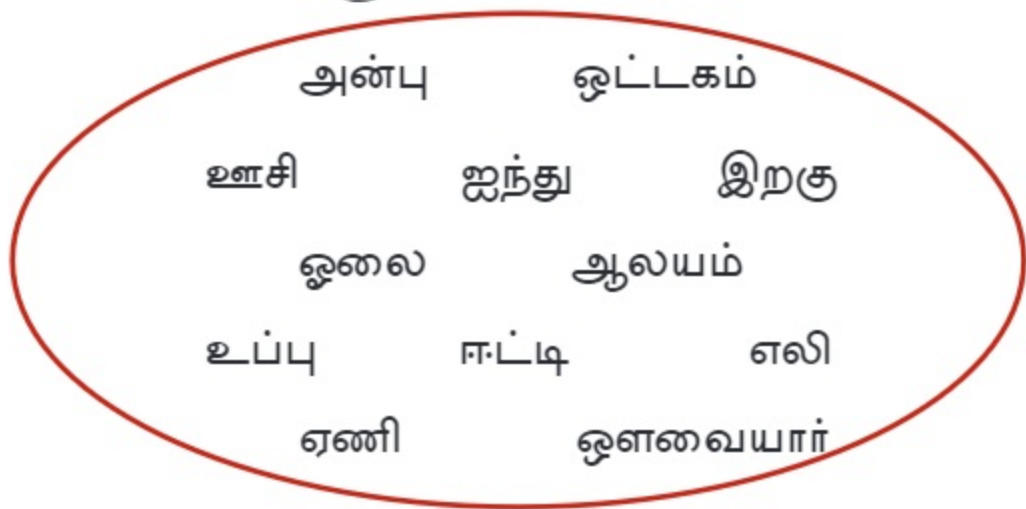 அன்பு ஒட்டகம்
ஊசி ஐந்து இறகு
ஓலை ஆலயம்
உப்பு ஈட்டி எலி
ஏணி ஔவையார்